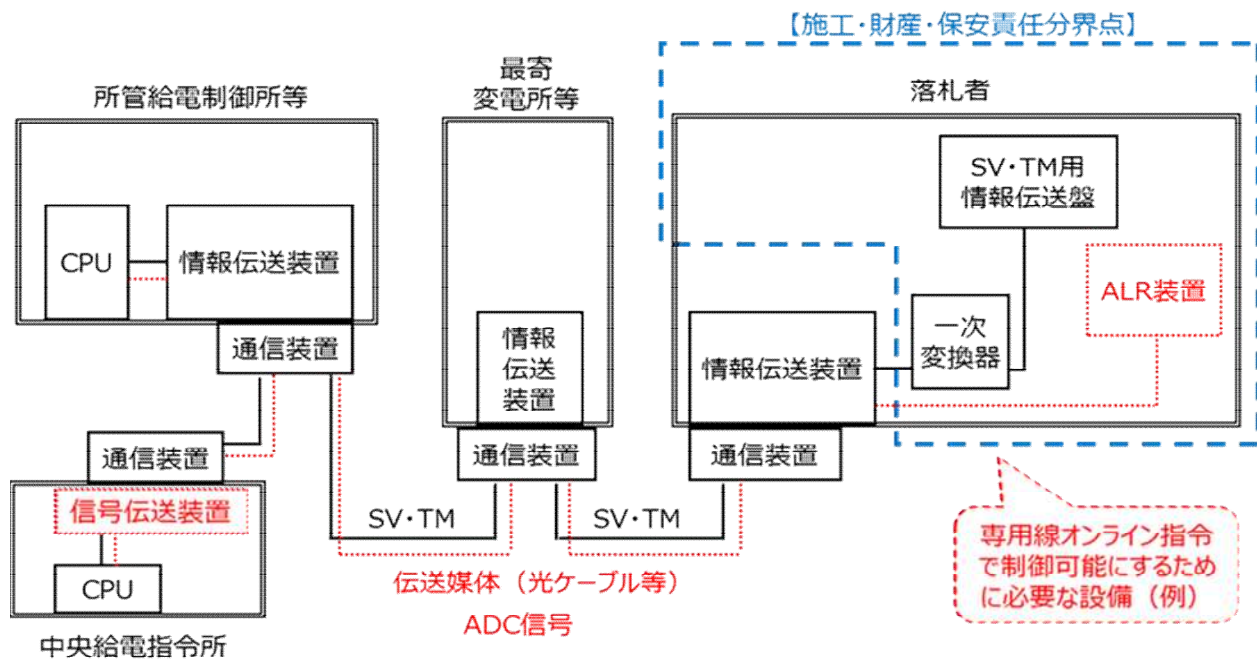 【施工・財産・保安責任分界点】
所管給電制御所等
最寄
変電所等
落札者
CPU
情報伝送装置
通信装置
通信装置
信号伝送装置
CPU
中央給電指令所
情報
伝送
装置
通信装置
SV・TM
SV・TM
伝送媒体（光ケーブル等）
ADC信号
SV・TM用
情報伝送盤
ALR装置
一次
変換器
情報伝送装置
通信装置
専用線オンライン指令
で制御可能にするため
に必要な設備（例）